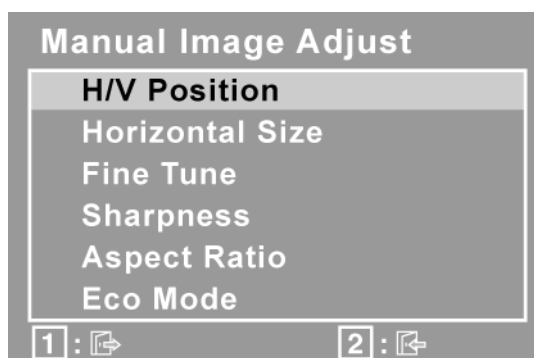 Manual Image Adjust
H/V Position
Horizontal Size
Fine Tune
Sharpness
Aspect Ratio
Eco Mode
1 : 2 :